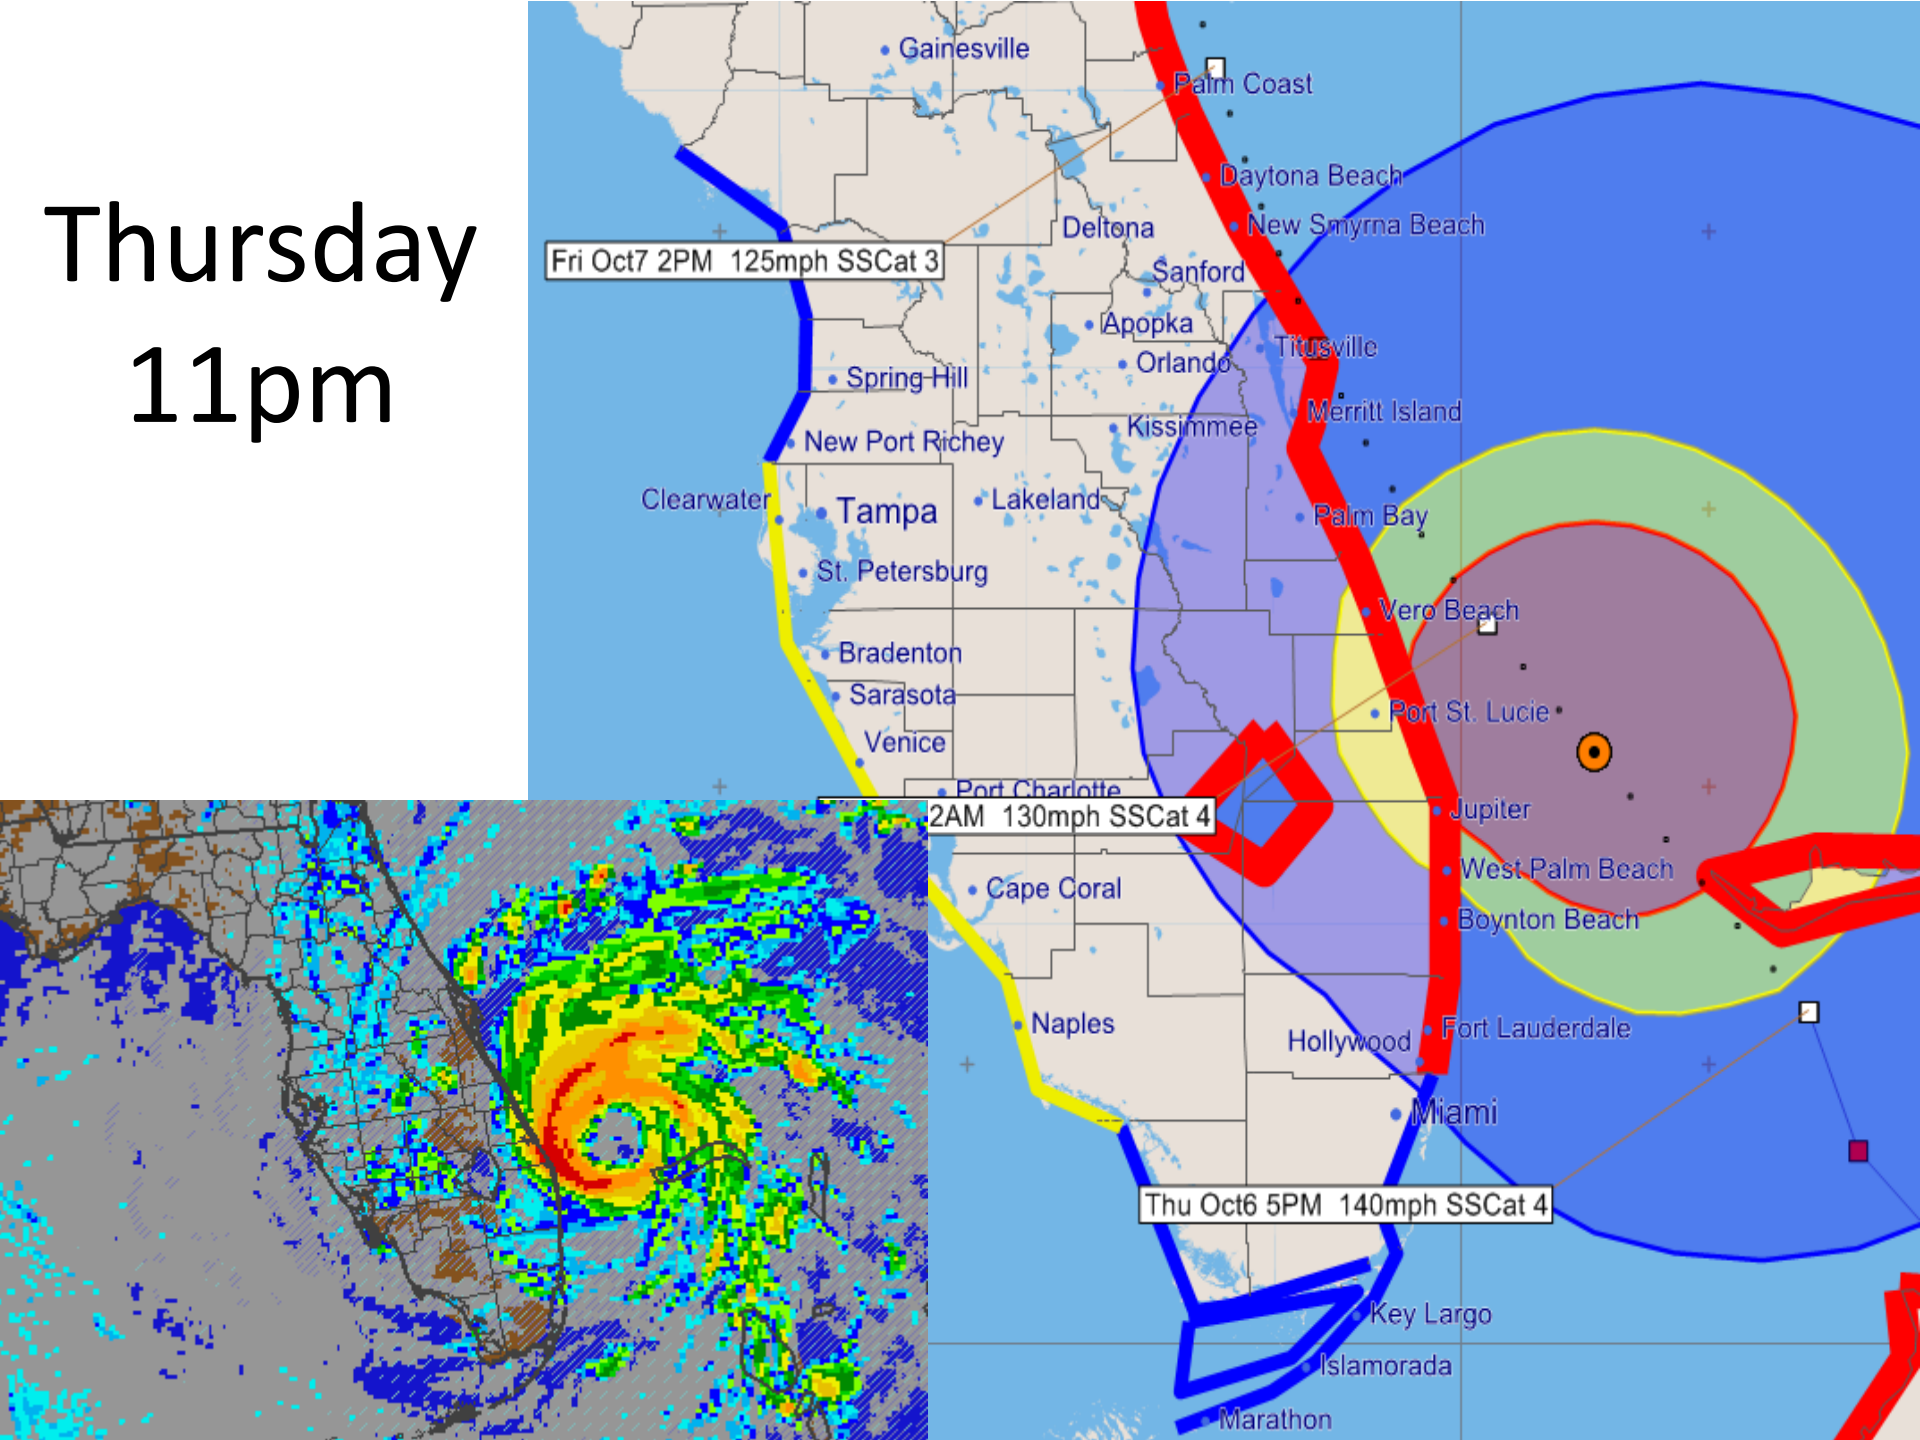 Thursday
11pm
Gainesville
Palm Coast
Daytona Beach
New Smyrna Beach
Deltona
Fri Oct7 2PM 125mph SSCat 3
Sanford
Apopka
Titusville
Orlando
Spring Hill
Merritt Island
Kissimmee
New Port Richey
Clearwater
Tampa
Lakeland
Palm Bay
St. Petersburg
Vero Beach
Bradenton
Sarasota
Port St. Lucie
Venice
Port Charlotte
2AM 130mph SSCat 4
Jupiter
West Palm Beach
Cape Coral
Boynton Beach
Naples
Fort Lauderdale
Hollywood
Miami
Thu Oct6 5PM 140mph SSCat 4
Key Largo
Islamorada
Marathon